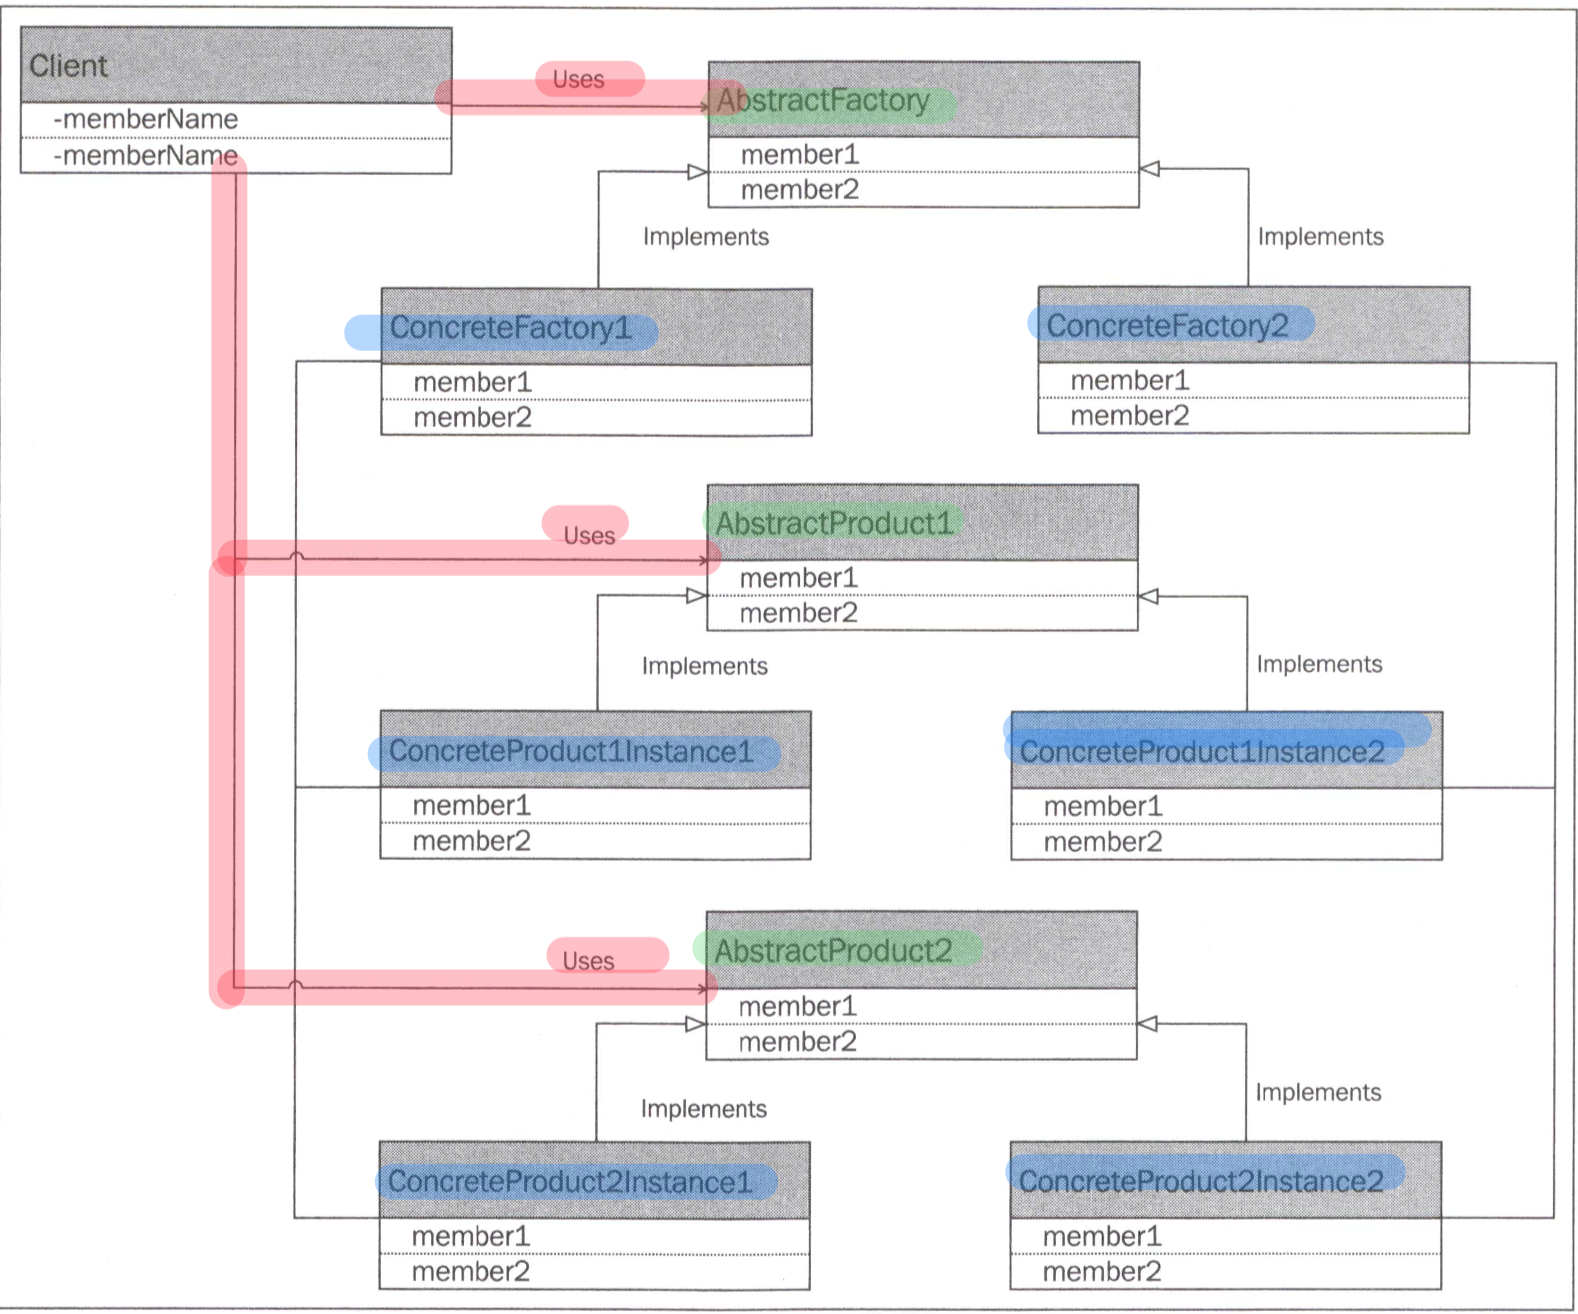 Client
-memberName
-memberName
Uses
AbstractFactory
member1
member2
Implements
Implements
ConcreteFactory1
member1
member2
ConcreteFactory2
member1
member2
Uses
AbstractProduct1
member1
member2
Implements
Implements
ConcreteProduct1Instance1
member1
member2
ConcreteProduct1Instance2
member1
member2
Uses
AbstractProduct2
member1
member2
Implements
Implements
ConcreteProduct2Instance1
member1
member2
ConcreteProduct2Instance2
member1
member2